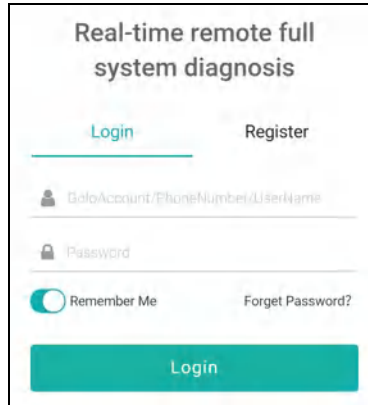 Real-time remote full
system diagnosis
Login Register
GoloAccount/PhoneNumber/UserName
Password
Remember Me Forget Password?
Login